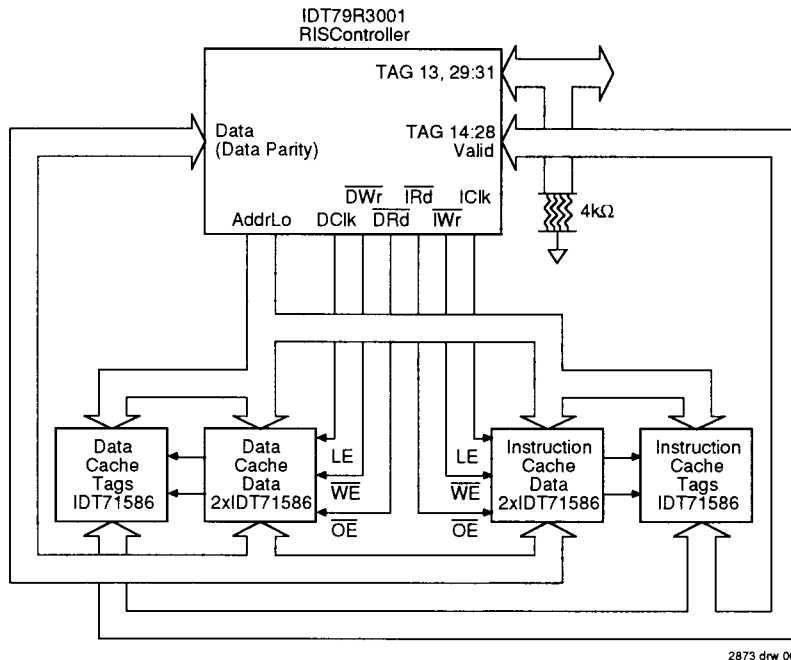 IDT79R3001
RISController
TAG 13, 29:31
Data
(Data Parity)
TAG 14:28
Valid
DWr
IRd
IClk
AddrLo
DClk
DRd
IWr
4kΩ
Data
Cache
Tags
IDT71586
Data
Cache
Data
2xIDT71586
LE
WE
OE
LE
WE
OE
Instruction
Cache
Data
2xIDT71586
Instruction
Cache
Tags
IDT71586
2873 drw